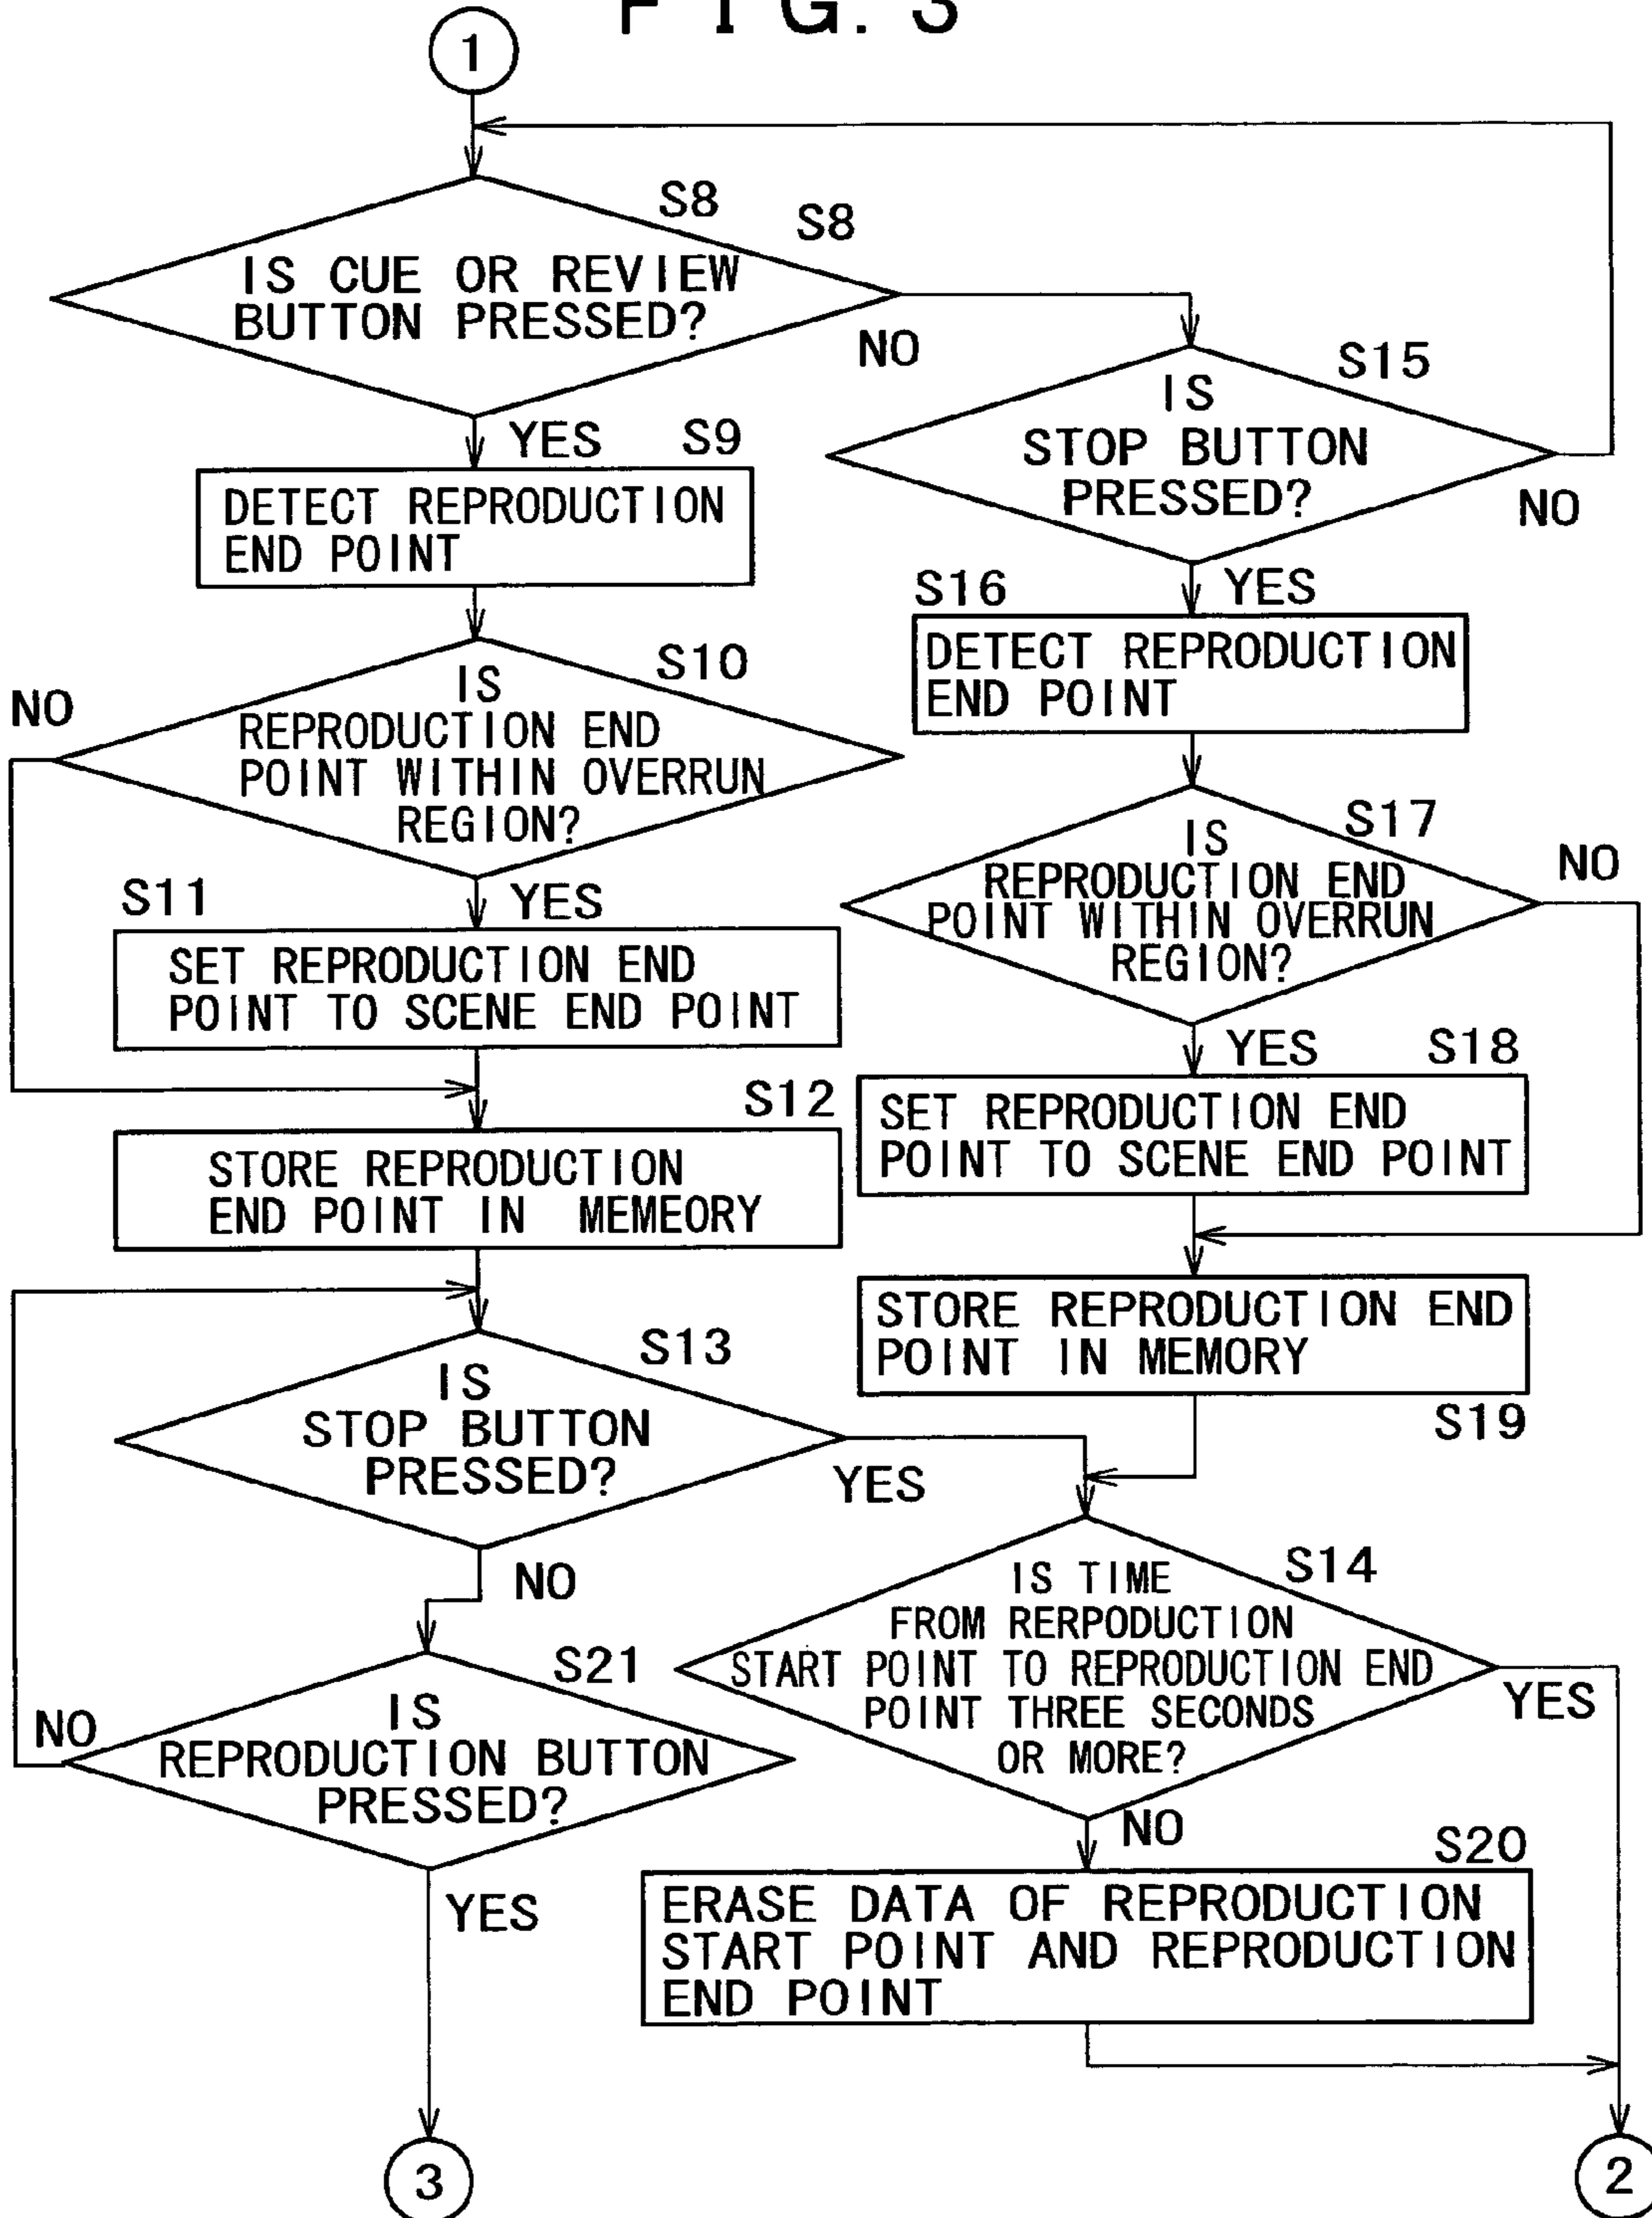 FIG. 3
1
S8
S8
IS CUE OR REVIEW
BUTTON PRESSED?
NO
YES
S9
DETECT REPRODUCTION
END POINT
S10
IS
REPRODUCTION END
POINT WITHIN OVERRUN
REGION?
NO
YES
S11
SET REPRODUCTION END
POINT TO SCENE END POINT
S12
STORE REPRODUCTION
END POINT IN MEMEORY
S13
IS
STOP BUTTON
PRESSED?
YES
NO
S21
IS
REPRODUCTION BUTTON
PRESSED?
NO
YES
3
S15
IS
STOP BUTTON
PRESSED?
NO
YES
S16
DETECT REPRODUCTION
END POINT
S17
IS
REPRODUCTION END
POINT WITHIN OVERRUN
REGION?
NO
YES
S18
SET REPRODUCTION END
POINT TO SCENE END POINT
STORE REPRODUCTION END
POINT IN MEMORY
S19
S14
IS TIME
FROM RERPODUCTION
START POINT TO REPRODUCTION END
POINT THREE SECONDS
OR MORE?
YES
NO
S20
ERASE DATA OF REPRODUCTION
START POINT AND REPRODUCTION
END POINT
2